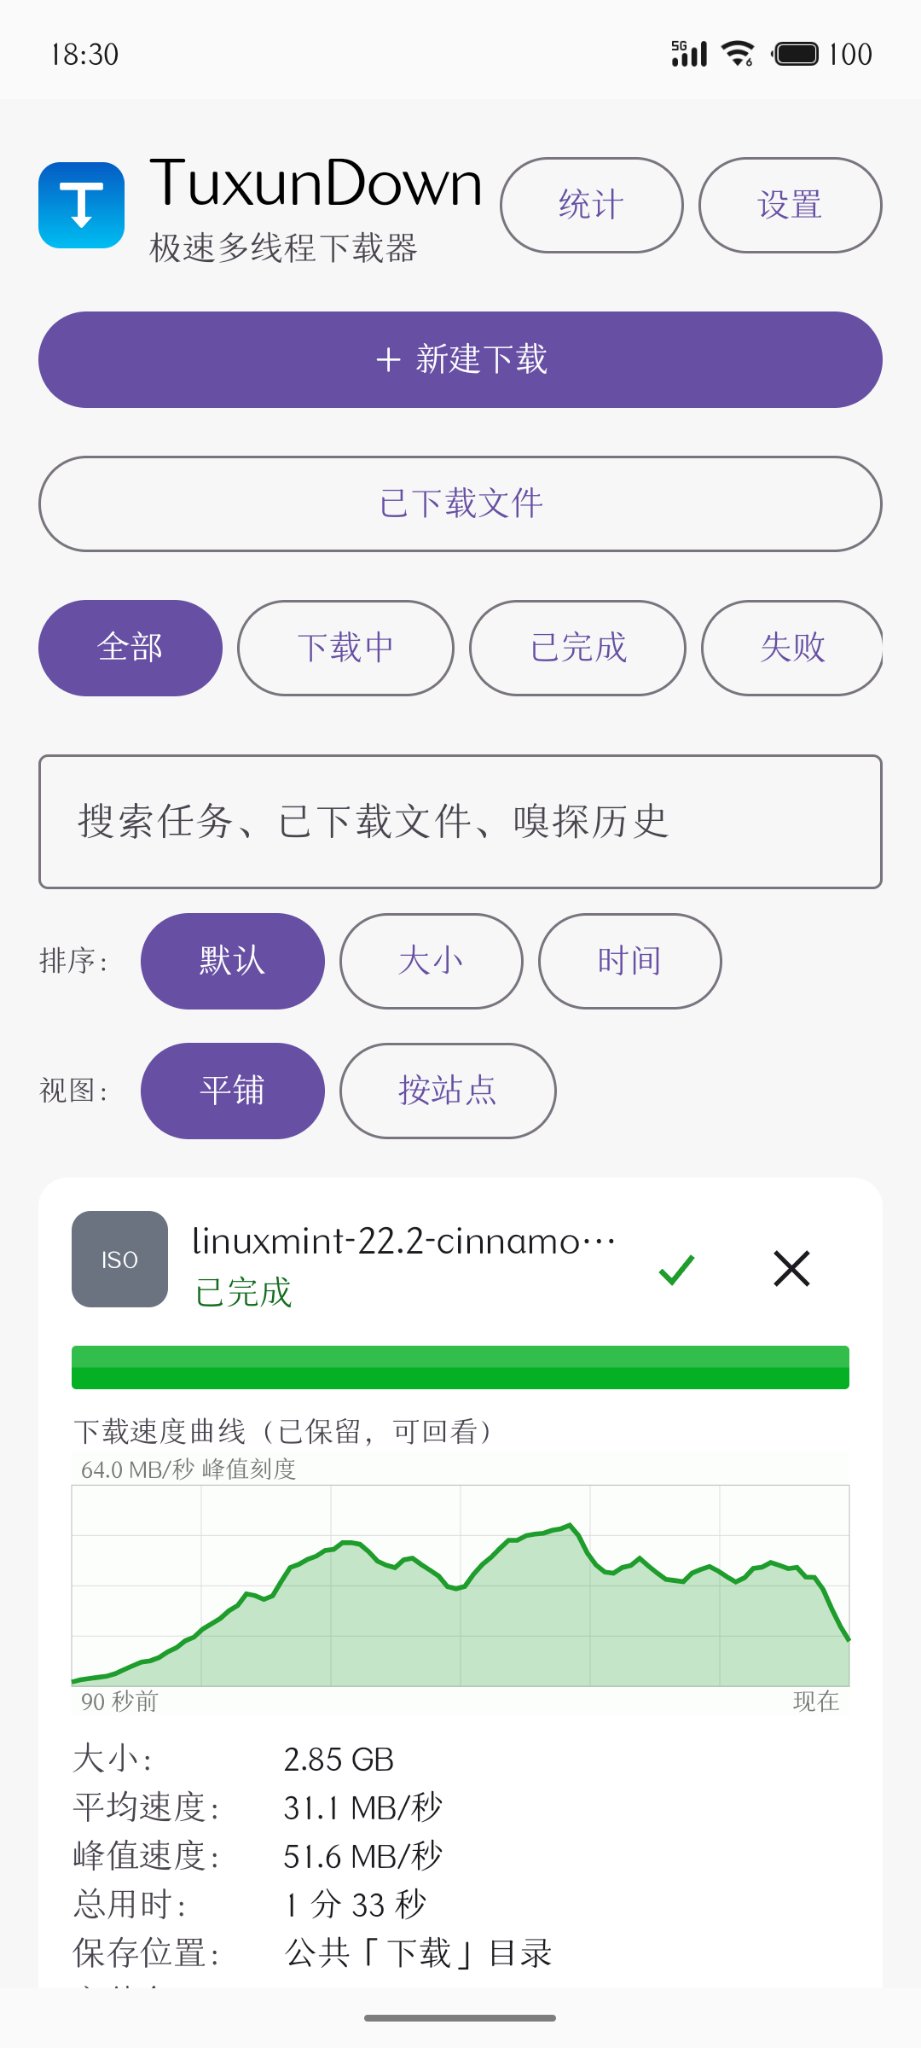 18:30
5G
6
100
TuxunDown
极速多线程下载器
统计
设置
+ 新建下载
已下载文件
全部
下载中
已完成
失败
搜索任务、已下载文件、嗅探历史
排序：
默认
大小
时间
视图：
平铺
按站点
ISO
linuxmint-22.2-cinnamo…
已完成
下载速度曲线（已保留，可回看）
64.0 MB/秒 峰值刻度
90 秒前
现在
大小：
2.85 GB
平均速度：
31.1 MB/秒
峰值速度：
51.6 MB/秒
总用时：
1 分 33 秒
保存位置：
公共「下载」目录